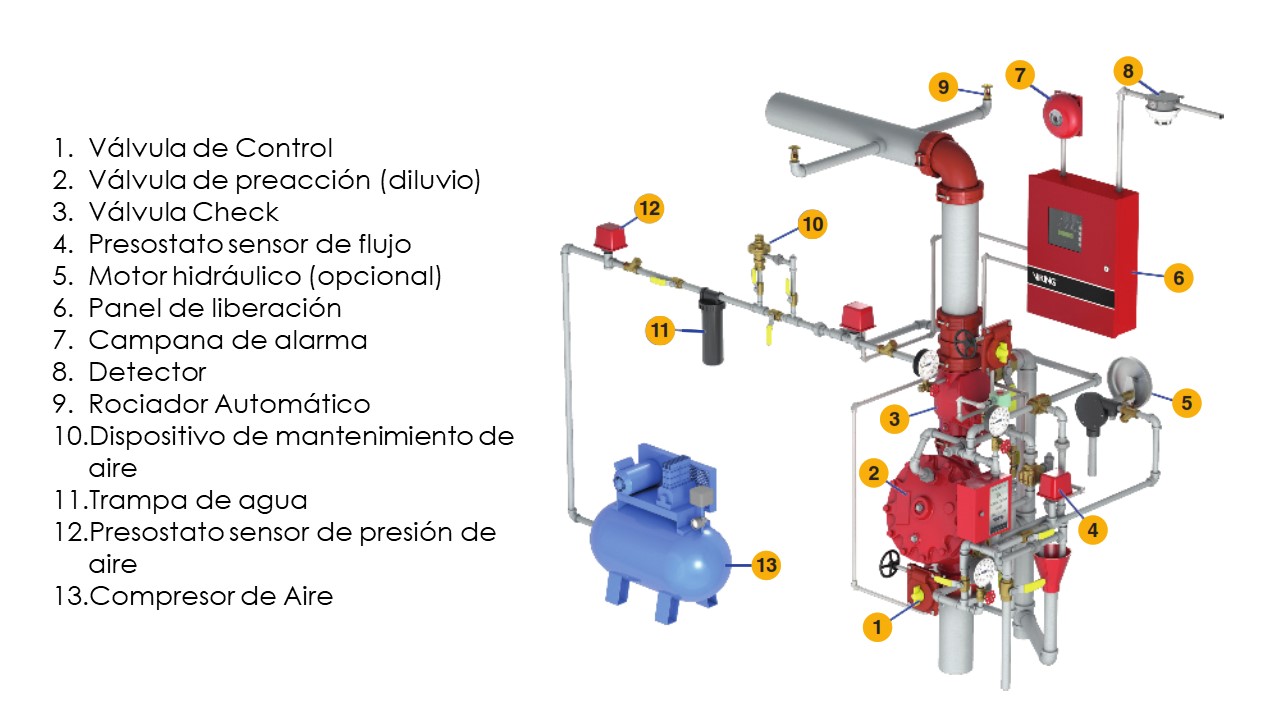 1. Válvula de Control
2. Válvula de preacción (diluvio)
3. Válvula Check
4. Presostato sensor de flujo
5. Motor hidráulico (opcional)
6. Panel de liberación
7. Campana de alarma
8. Detector
9. Rociador Automático
10.Dispositivo de mantenimiento de
aire
11.Trampa de agua
12.Presostato sensor de presión de
aire
13.Compresor de Aire
8
7
9
12
10
6
VIKING
11
5
3
2
4
13
1